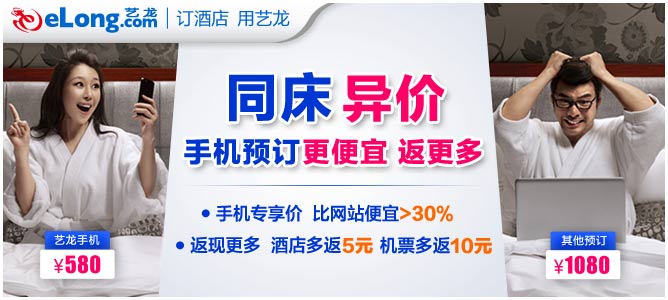 eLong.com 艺龙 | 订酒店 用艺龙
同床异价
手机预订更便宜 返更多
• 手机专享价 比网站便宜>30%
• 返现更多 酒店多返5元 机票多返10元
艺龙手机
¥580
其他预订
¥1080